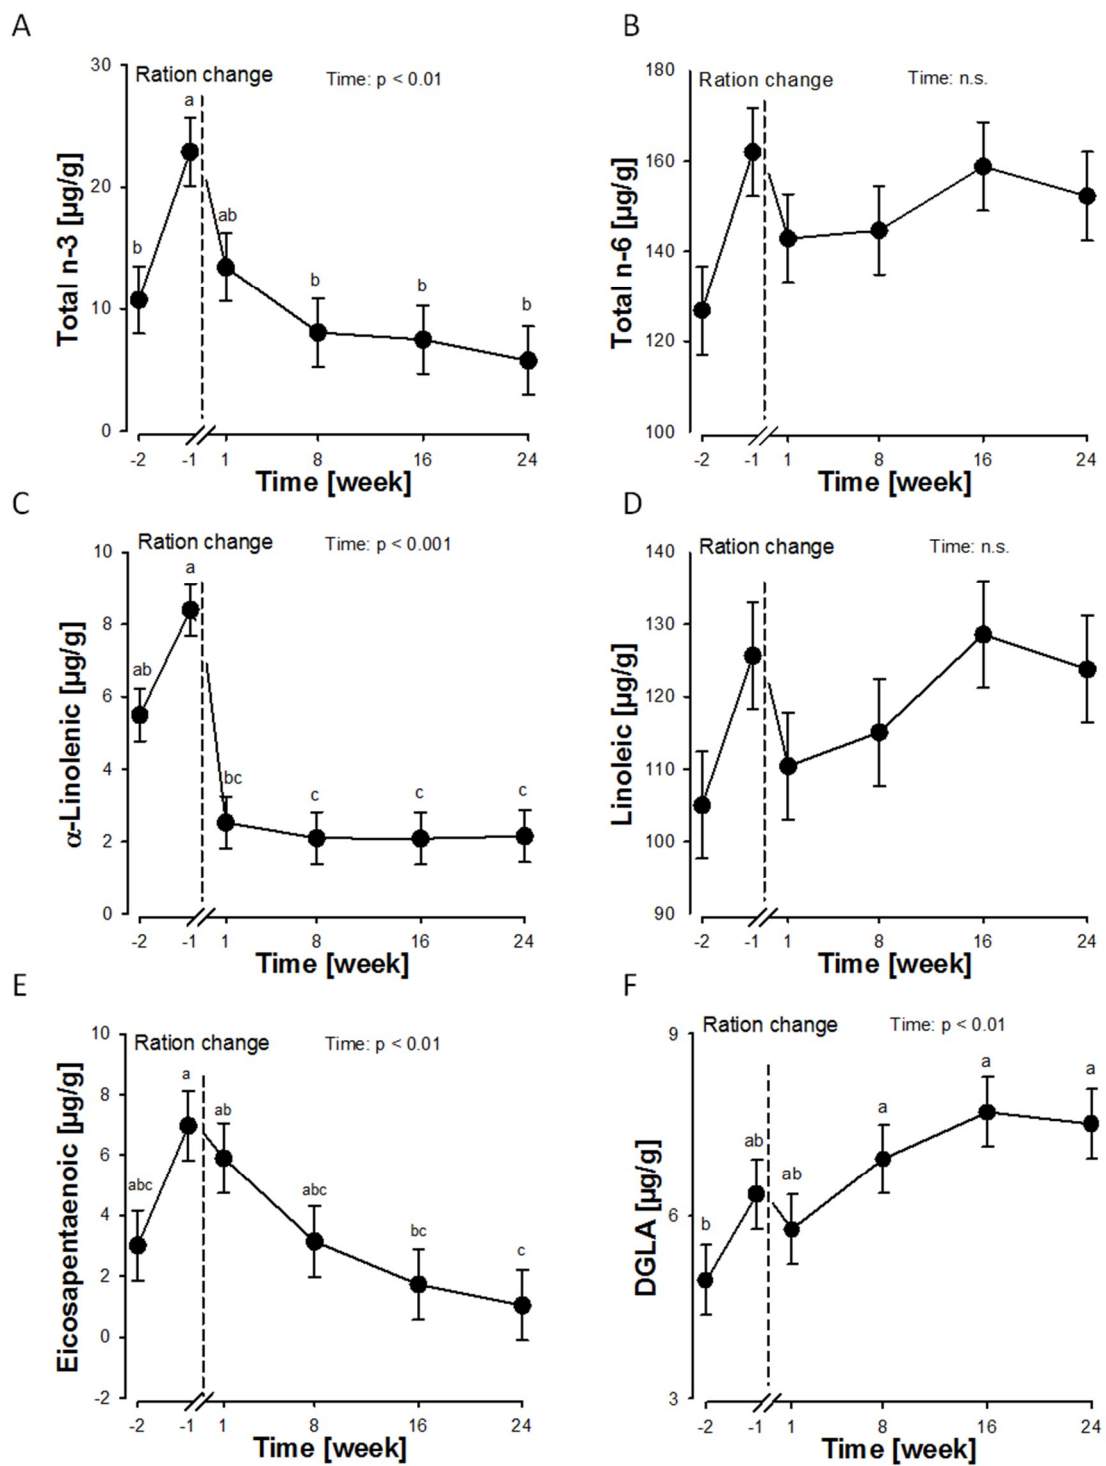 A
Ration change
Time: p < 0.01
Total n-3 [µg/g]
30
20
10
0
b
a
ab
b
b
b
-2
-1
1
8
16
24
Time [week]
B
Ration change
Time: n.s.
Total n-6 [µg/g]
180
160
140
120
100
-2
-1
1
8
16
24
Time [week]
C
Ration change
Time: p < 0.001
α-Linolenic [µg/g]
10
8
6
4
2
0
ab
a
bc
c
c
c
-2
-1
1
8
16
24
Time [week]
D
Ration change
Time: n.s.
Linoleic [µg/g]
140
130
120
110
100
90
-2
-1
1
8
16
24
Time [week]
E
Ration change
Time: p < 0.01
Eicosapentaenoic [µg/g]
10
8
6
4
2
0
-2
abc
a
ab
abc
bc
c
-2
-1
1
8
16
24
Time [week]
F
Ration change
Time: p < 0.01
DGLA [µg/g]
9
6
3
b
ab
ab
a
a
a
-2
-1
1
8
16
24
Time [week]